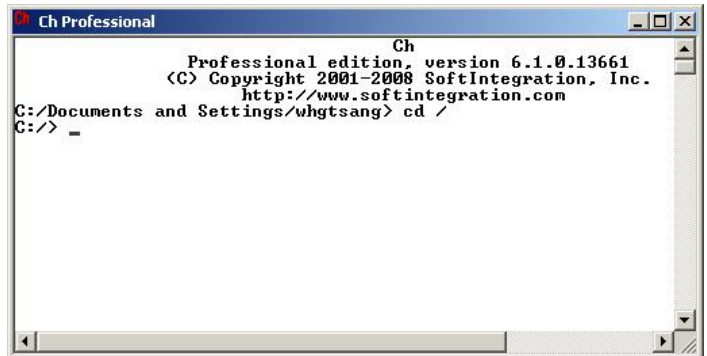 Ch Ch Professional
Ch
Professional edition, version 6.1.0.13661
(C) Copyright 2001-2008 SoftIntegration, Inc.
http://www.softintegration.com
C:/Documents and Settings/whgtsang> cd /
C:/> _